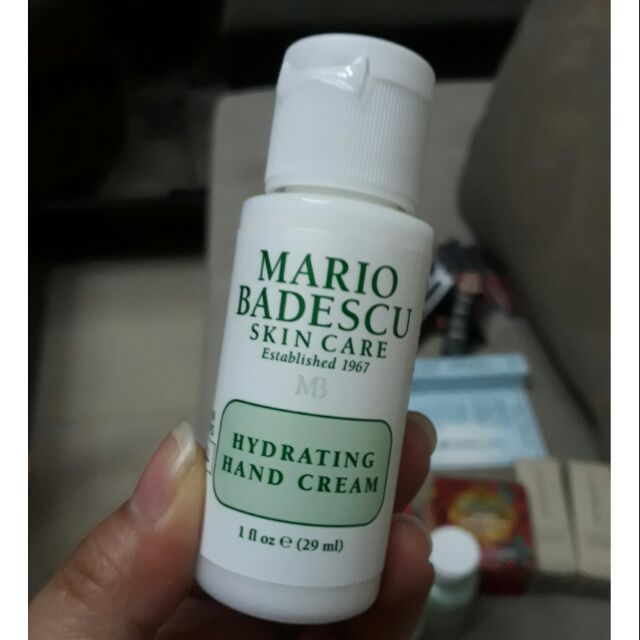 MARIO
BADESCU
SKIN CARE
Established 1967
MB
HYDRATING
HAND CREAM
1 fl oz ℮ (29 ml)